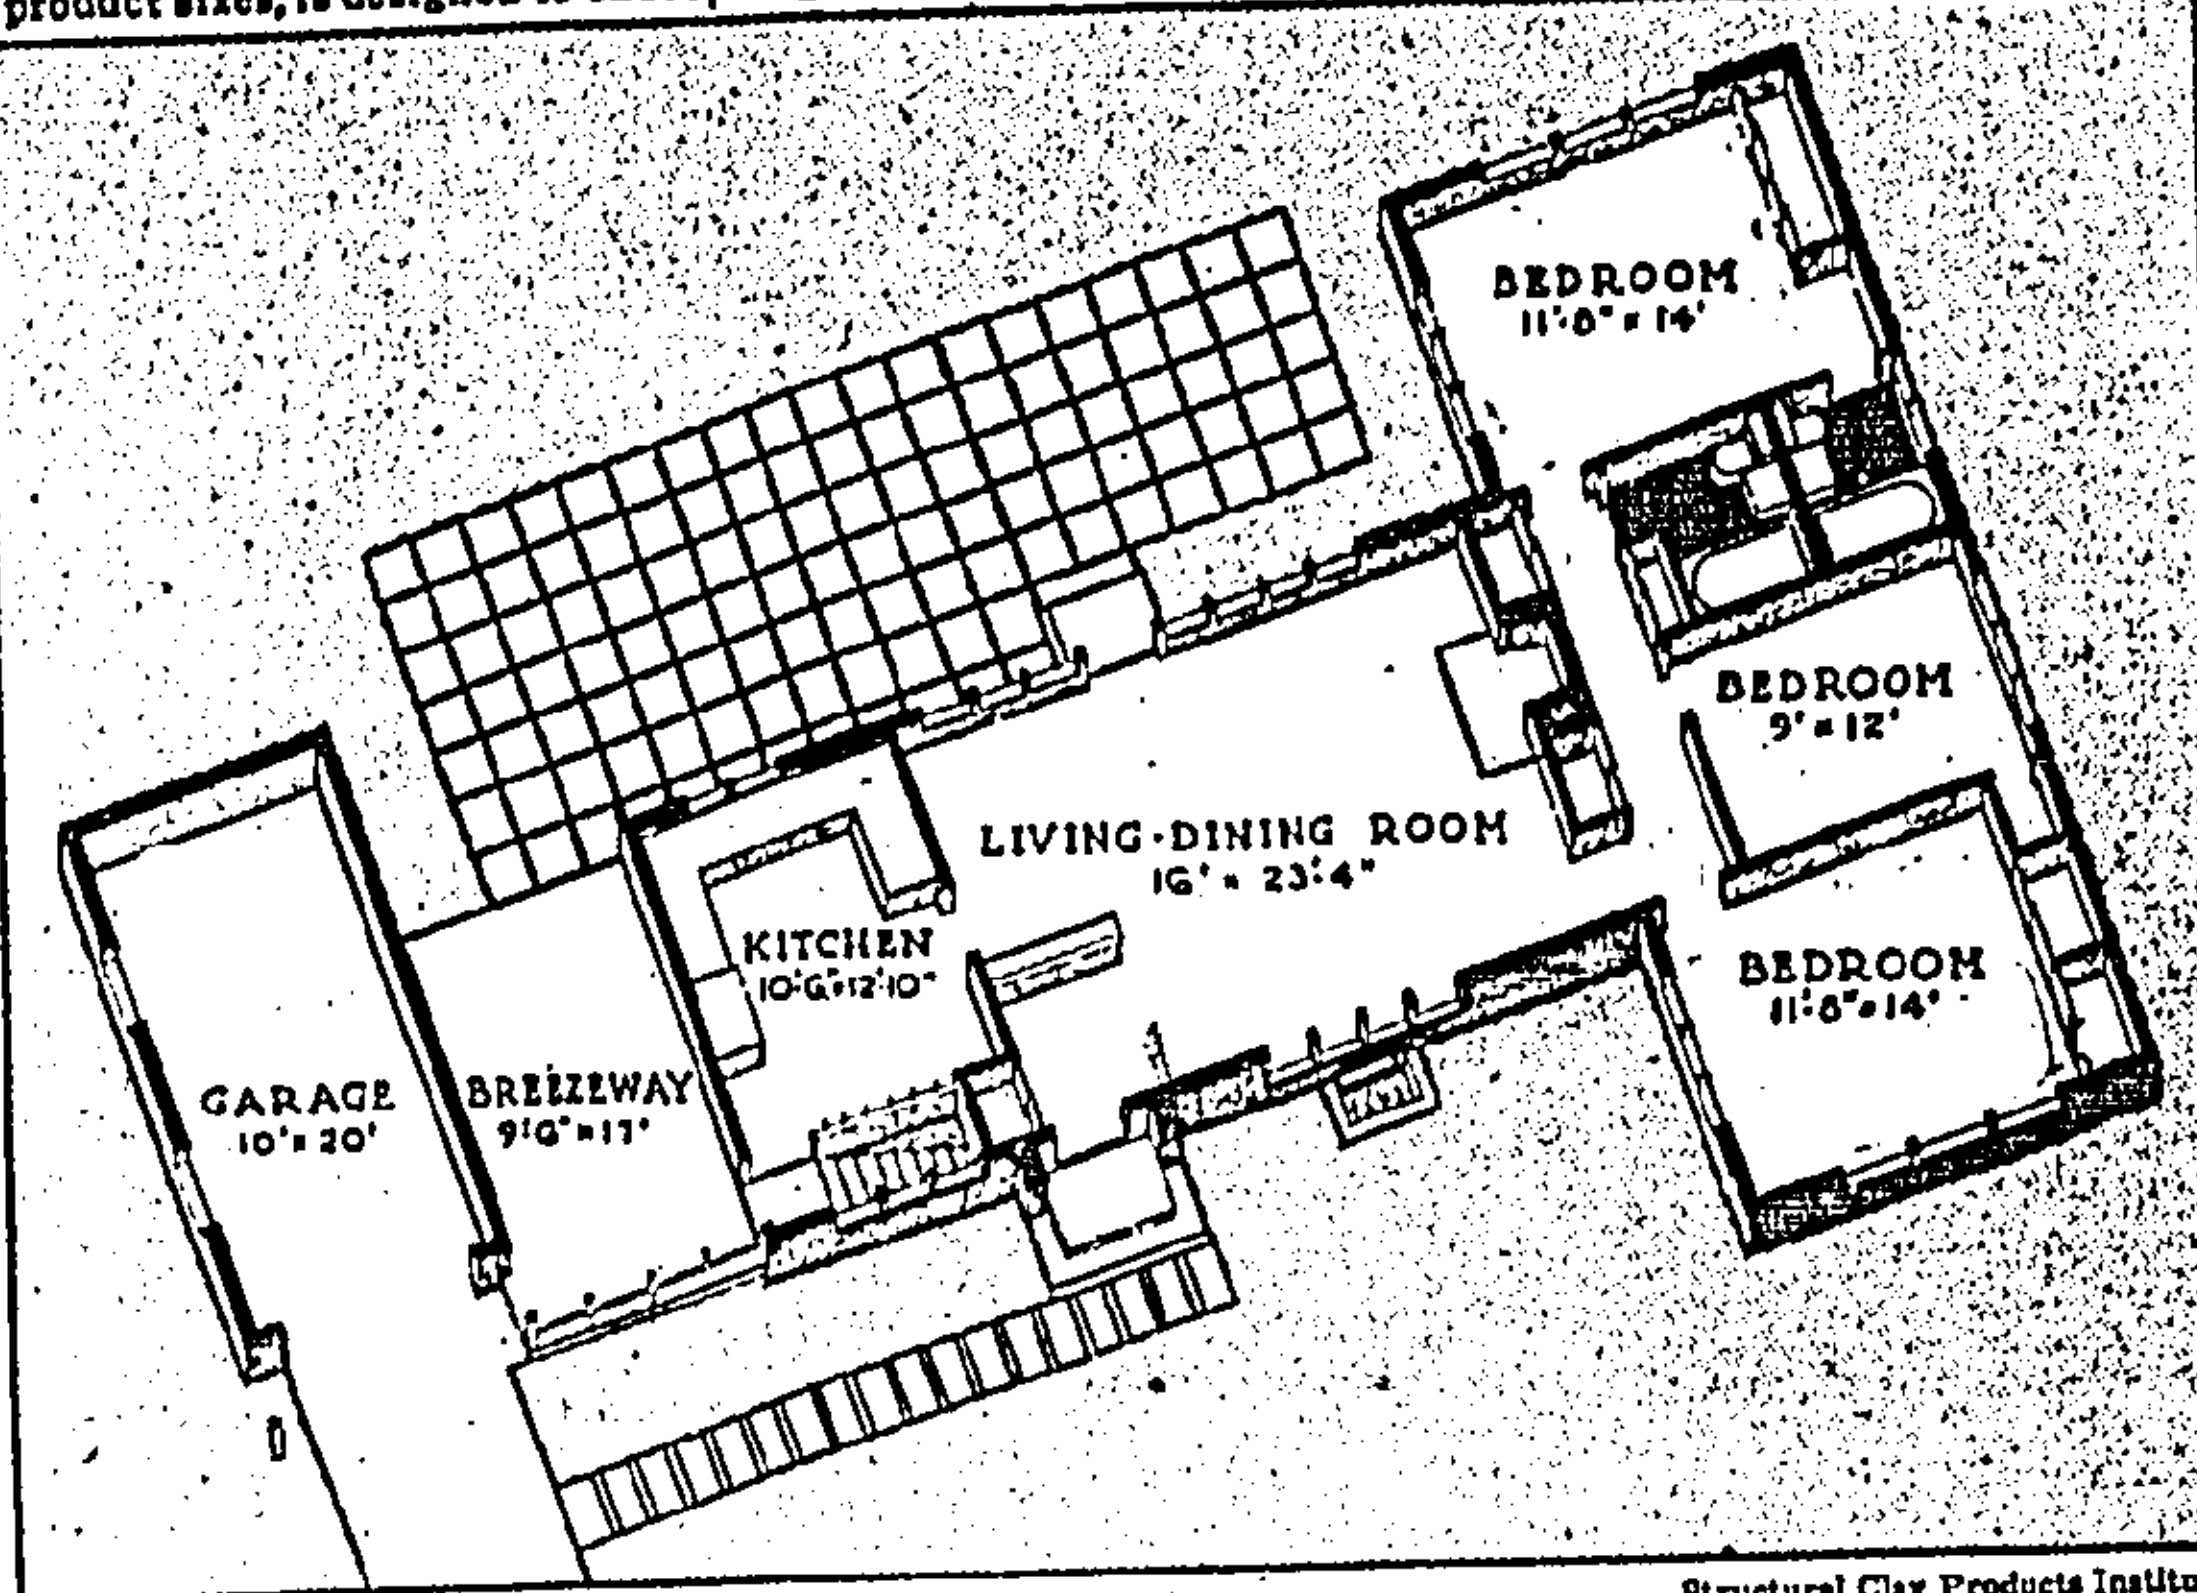 product sizes, is designed to
BEDROOM
11'-8" x 14'
BEDROOM
9' x 12'
LIVING-DINING ROOM
16' x 23'-4"
KITCHEN
10'-6" x 12'-10"
BEDROOM
11'-8" x 14'
GARAGE
10' x 20'
BREEZEWAY
9'-6" x 17'
Structural Clay Products Institu